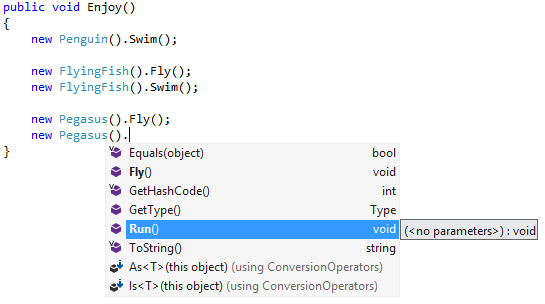 public void Enjoy()
{
new Penguin().Swim();
new FlyingFish().Fly();
new FlyingFish().Swim();
new Pegasus().Fly();
new Pegasus().
}
V Equals(object) bool
Fly() void
V GetHashCode() int
GetType() Type
Run() void (<no parameters>) : void
V ToString() string
As<T>(this object) (using ConversionOperators)
Is<T>(this object) (using ConversionOperators)